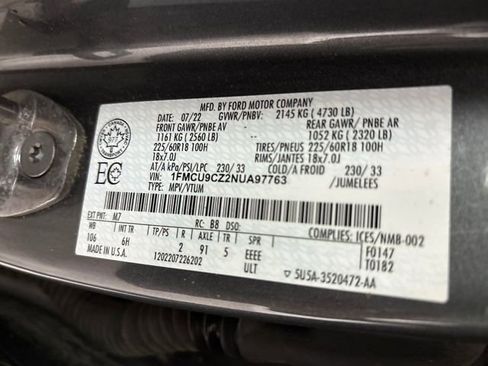 MFD. BY FORD MOTOR COMPANY
07/22 GVWR/PNBV: 2145 KG ( 4730 LB)
FRONT GAWR/PNBE AV REAR GAWR/ PNBE AR
1161 KG ( 2560 LB) 1052 KG ( 2320 LB)
225/60R18 100H TIRES/PNEUS 225/60R18 100H
18x7.0J RIMS/JANTES 18x7.0J
AT/A kPa/PSI/LPC 230/ 33 COLD/A FROID 230/ 33
VIN: 1FMCU9CZ2NUA97763 /JUMELEES
TYPE: MPV/VTUM
EXT PNT: M7 RC: B8 DSO: CONFORMS: ICES/NMB-002
WB TP/PS R AXLE TR SPR F0147
106 6H 2 91 5 EEEE T0182
MADE IN U.S.A. ULT
1202207226202 5U5A-3520472-AA